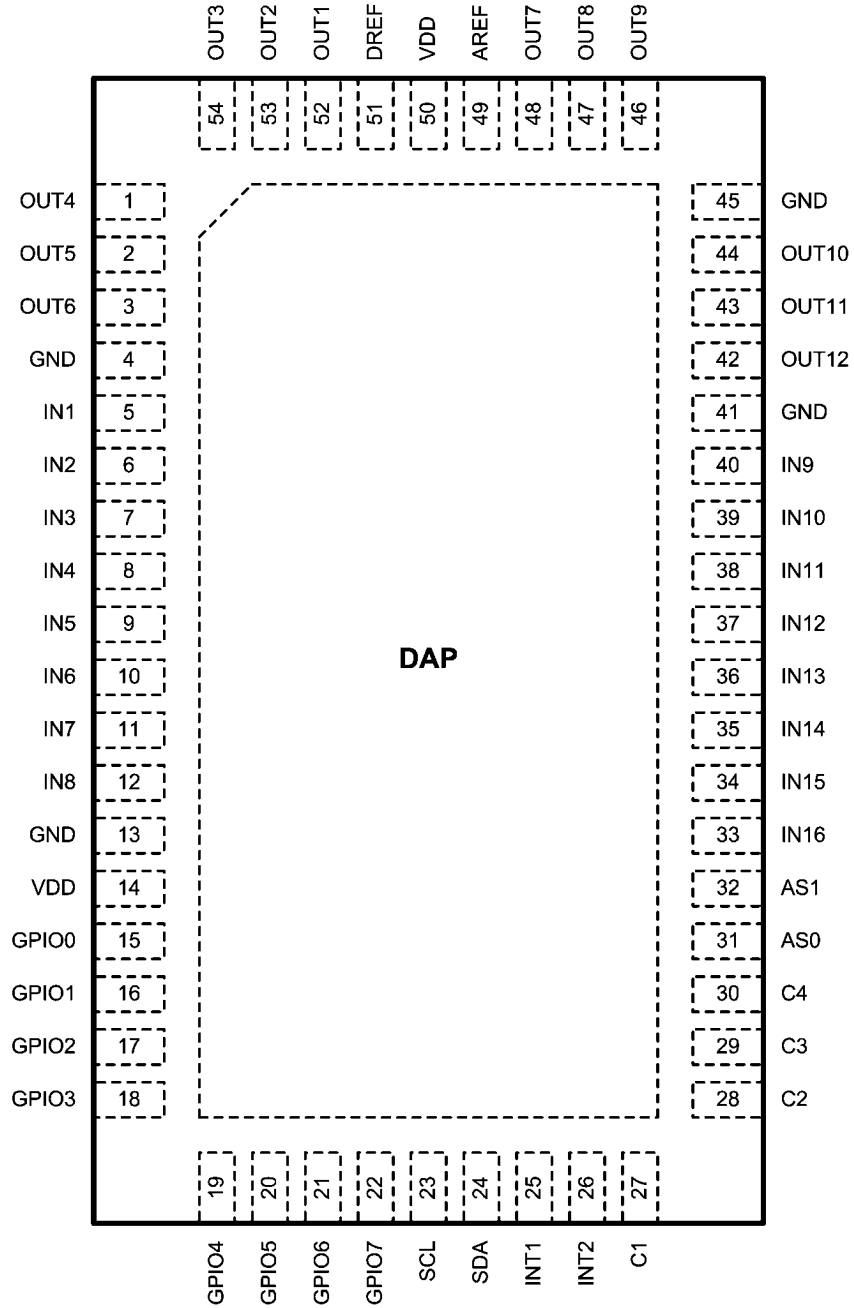 OUT3 OUT2 OUT1 DREF VDD AREF OUT7 OUT8 OUT9
54 53 52 51 50 49 48 47 46
OUT4 1 45 GND
OUT5 2 44 OUT10
OUT6 3 43 OUT11
GND 4 42 OUT12
IN1 5 41 GND
IN2 6 40 IN9
IN3 7 39 IN10
IN4 8 38 IN11
IN5 9 37 IN12
DAP
IN6 10 36 IN13
IN7 11 35 IN14
IN8 12 34 IN15
GND 13 33 IN16
VDD 14 32 AS1
GPIO0 15 31 AS0
GPIO1 16 30 C4
GPIO2 17 29 C3
GPIO3 18 28 C2
19 20 21 22 23 24 25 26 27
GPIO4 GPIO5 GPIO6 GPIO7 SCL SDA INT1 INT2 C1